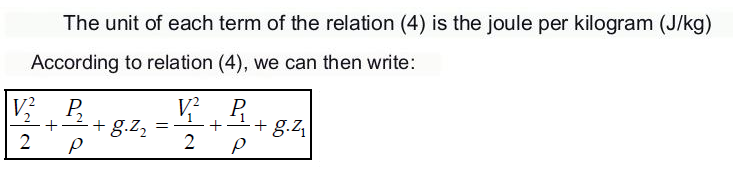 The unit of each term of the relation (4) is the joule per kilogram (J/kg)
According to relation (4), we can then write:
V₂²/2 + P₂/ρ + g.z₂ = V₁²/2 + P₁/ρ + g.z₁